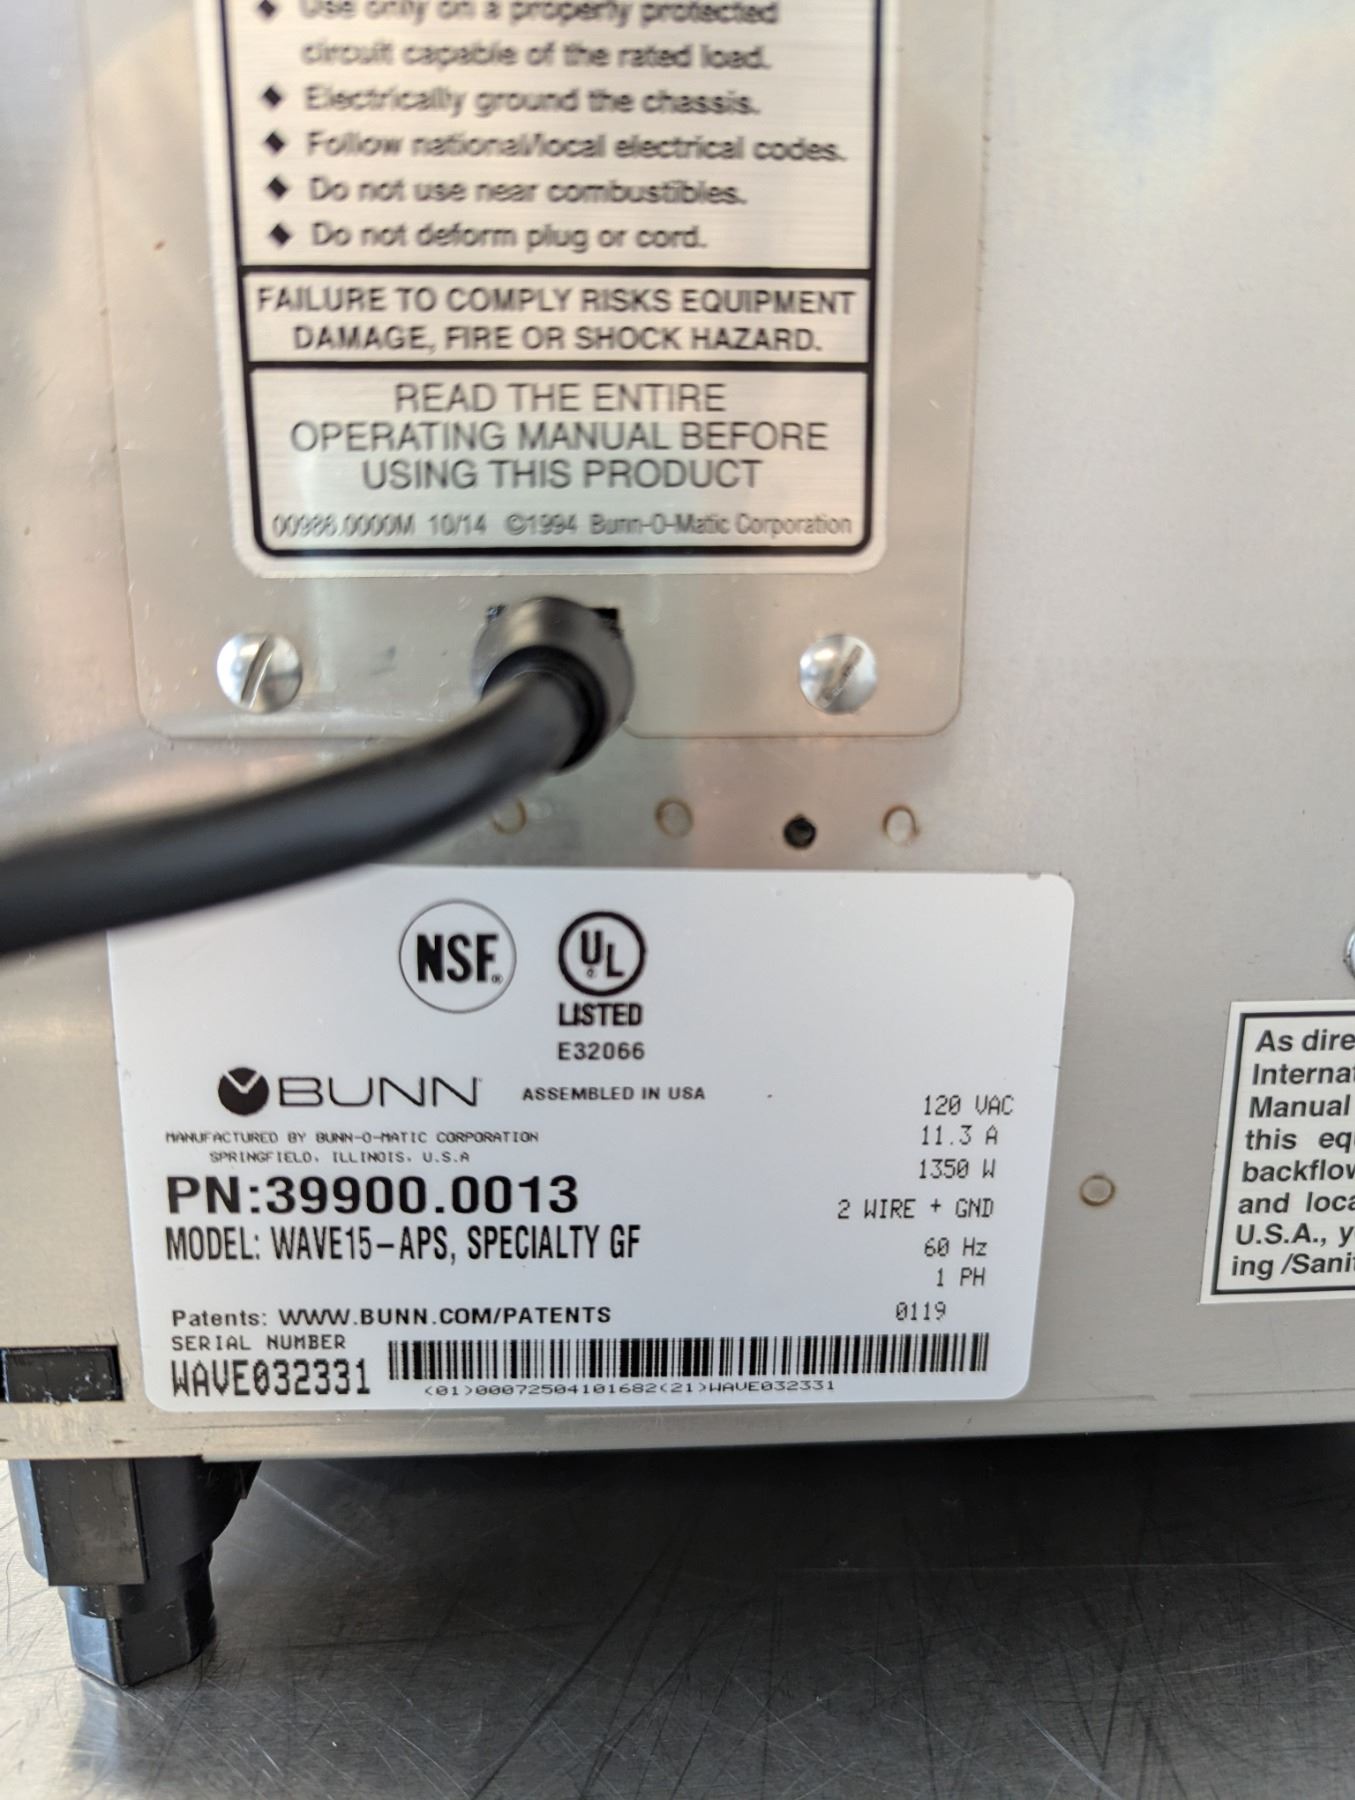 ◆ Use only on a properly protected
circuit capable of the rated load.
◆ Electrically ground the chassis.
◆ Follow national/local electrical codes.
◆ Do not use near combustibles.
◆ Do not deform plug or cord.
FAILURE TO COMPLY RISKS EQUIPMENT
DAMAGE, FIRE OR SHOCK HAZARD.
READ THE ENTIRE
OPERATING MANUAL BEFORE
USING THIS PRODUCT
00986.0000M 10/14 ©1994 Bunn-O-Matic Corporation
NSF®
UL
LISTED
E32066
BUNN
ASSEMBLED IN USA
MANUFACTURED BY BUNN-O-MATIC CORPORATION
SPRINGFIELD, ILLINOIS, U.S.A
PN:39900.0013
MODEL: WAVE15-APS, SPECIALTY GF
120 VAC
11.3 A
1350 W
2 WIRE + GND
60 Hz
1 PH
0119
Patents: WWW.BUNN.COM/PATENTS
SERIAL NUMBER
WAVE032331
(01)00072504101682(21)WAVE032331
As dire
Internat
Manual
this eq
backflow
and loca
U.S.A., y
ing /Sanit